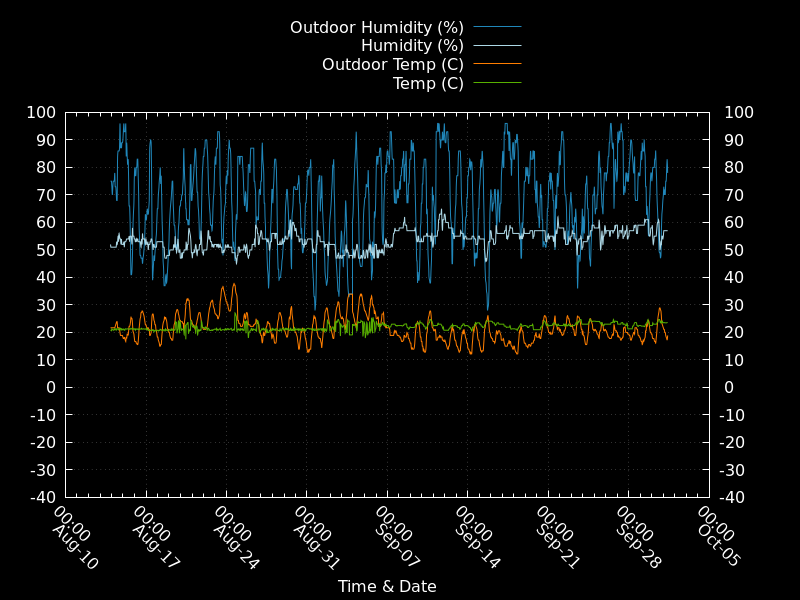 Outdoor Humidity (%)
Humidity (%)
Outdoor Temp (C)
Temp (C)
100 100
90 90
80 80
70 70
60 60
50 50
40 40
30 30
20 20
10 10
0 0
-10 -10
-20 -20
-30 -30
-40 -40
00:00 00:00 00:00 00:00 00:00 00:00 00:00 00:00 00:00
Aug-10 Aug-17 Aug-24 Aug-31 Sep-07 Sep-14 Sep-21 Sep-28 Oct-05
Time & Date